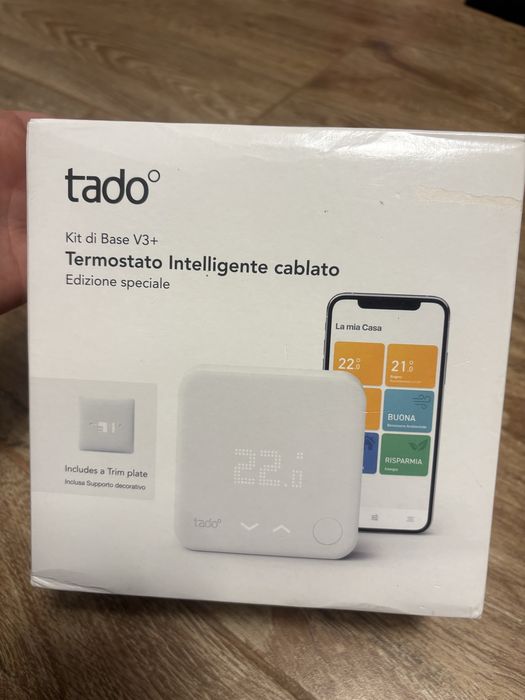 tado°
Kit di Base V3+
Termostato Intelligente cablato
Edizione speciale
La mia Casa
22.0
21.0
BUONA
RISPARMIA
Includes a Trim plate
Inclusa Supporto decorativo
22.i
tado°